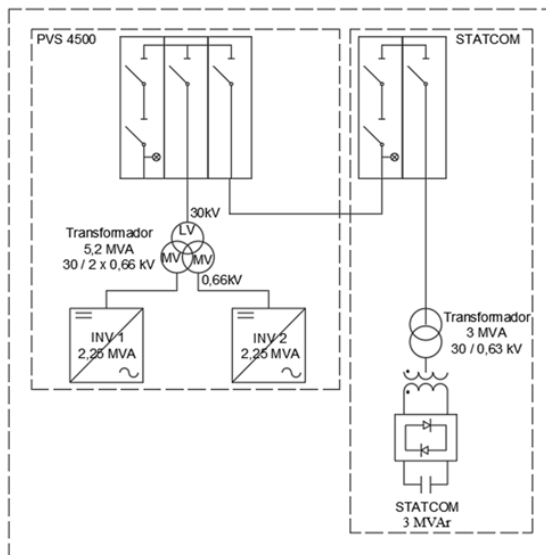 PVS 4500
STATCOM
30kV
LV
MV
MV
Transformador
5,2 MVA
30 / 2 x 0,66 kV
0,66kV
INV 1
2,25 MVA
INV 2
2,25 MVA
Transformador
3 MVA
30 / 0,63 kV
STATCOM
3 MVAr